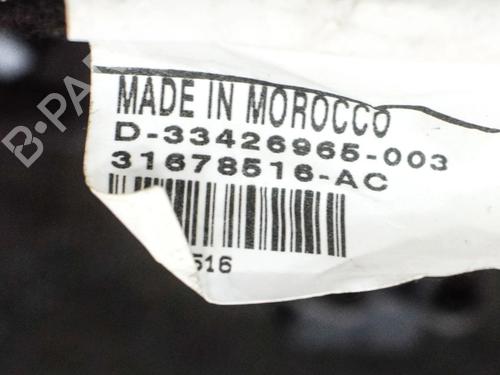 MADE IN MOROCCO
D-33426965-003
31678516-AC
516